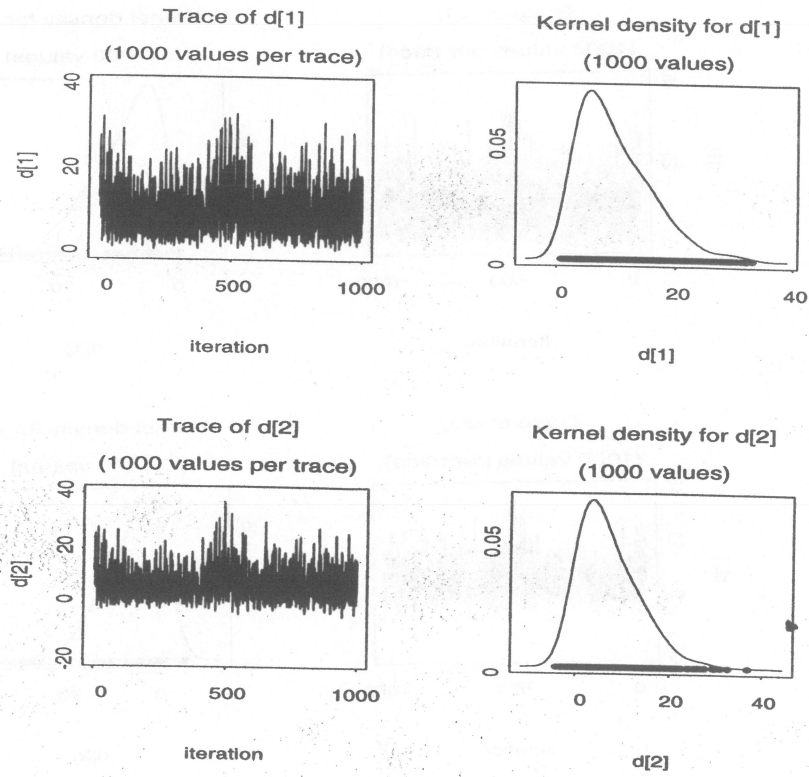 Trace of d[1]
(1000 values per trace)
40
20
0
d[1]
0 500 1000
iteration
Kernel density for d[1]
(1000 values)
0.05
0
0 20 40
d[1]
Trace of d[2]
(1000 values per trace)
40
20
0
-20
d[2]
0 500 1000
iteration
Kernel density for d[2]
(1000 values)
0.05
0
0 20 40
d[2]